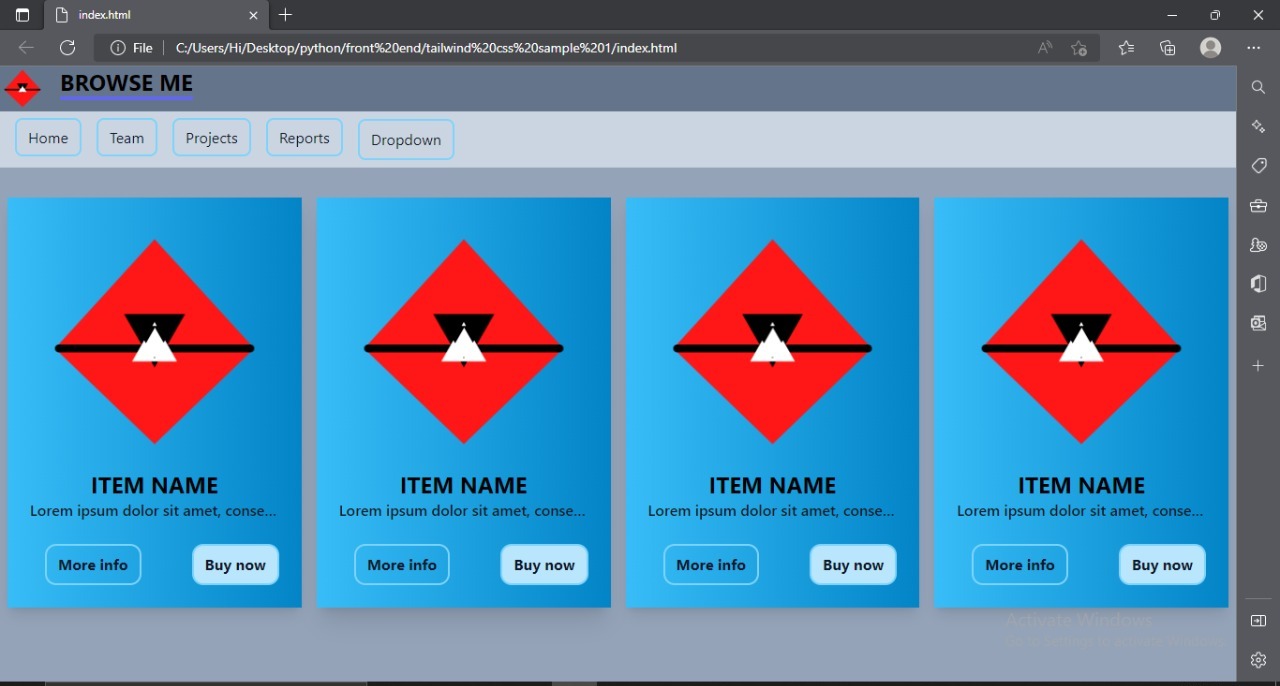 index.html
File C:/Users/Hi/Desktop/python/front%20end/tailwind%20css%20sample%201/index.html
BROWSE ME
Home Team Projects Reports Dropdown
ITEM NAME ITEM NAME ITEM NAME ITEM NAME
Lorem ipsum dolor sit amet, conse... Lorem ipsum dolor sit amet, conse... Lorem ipsum dolor sit amet, conse... Lorem ipsum dolor sit amet, conse...
More info Buy now More info Buy now More info Buy now More info Buy now
Activate Windows
Go to Settings to activate Windows.